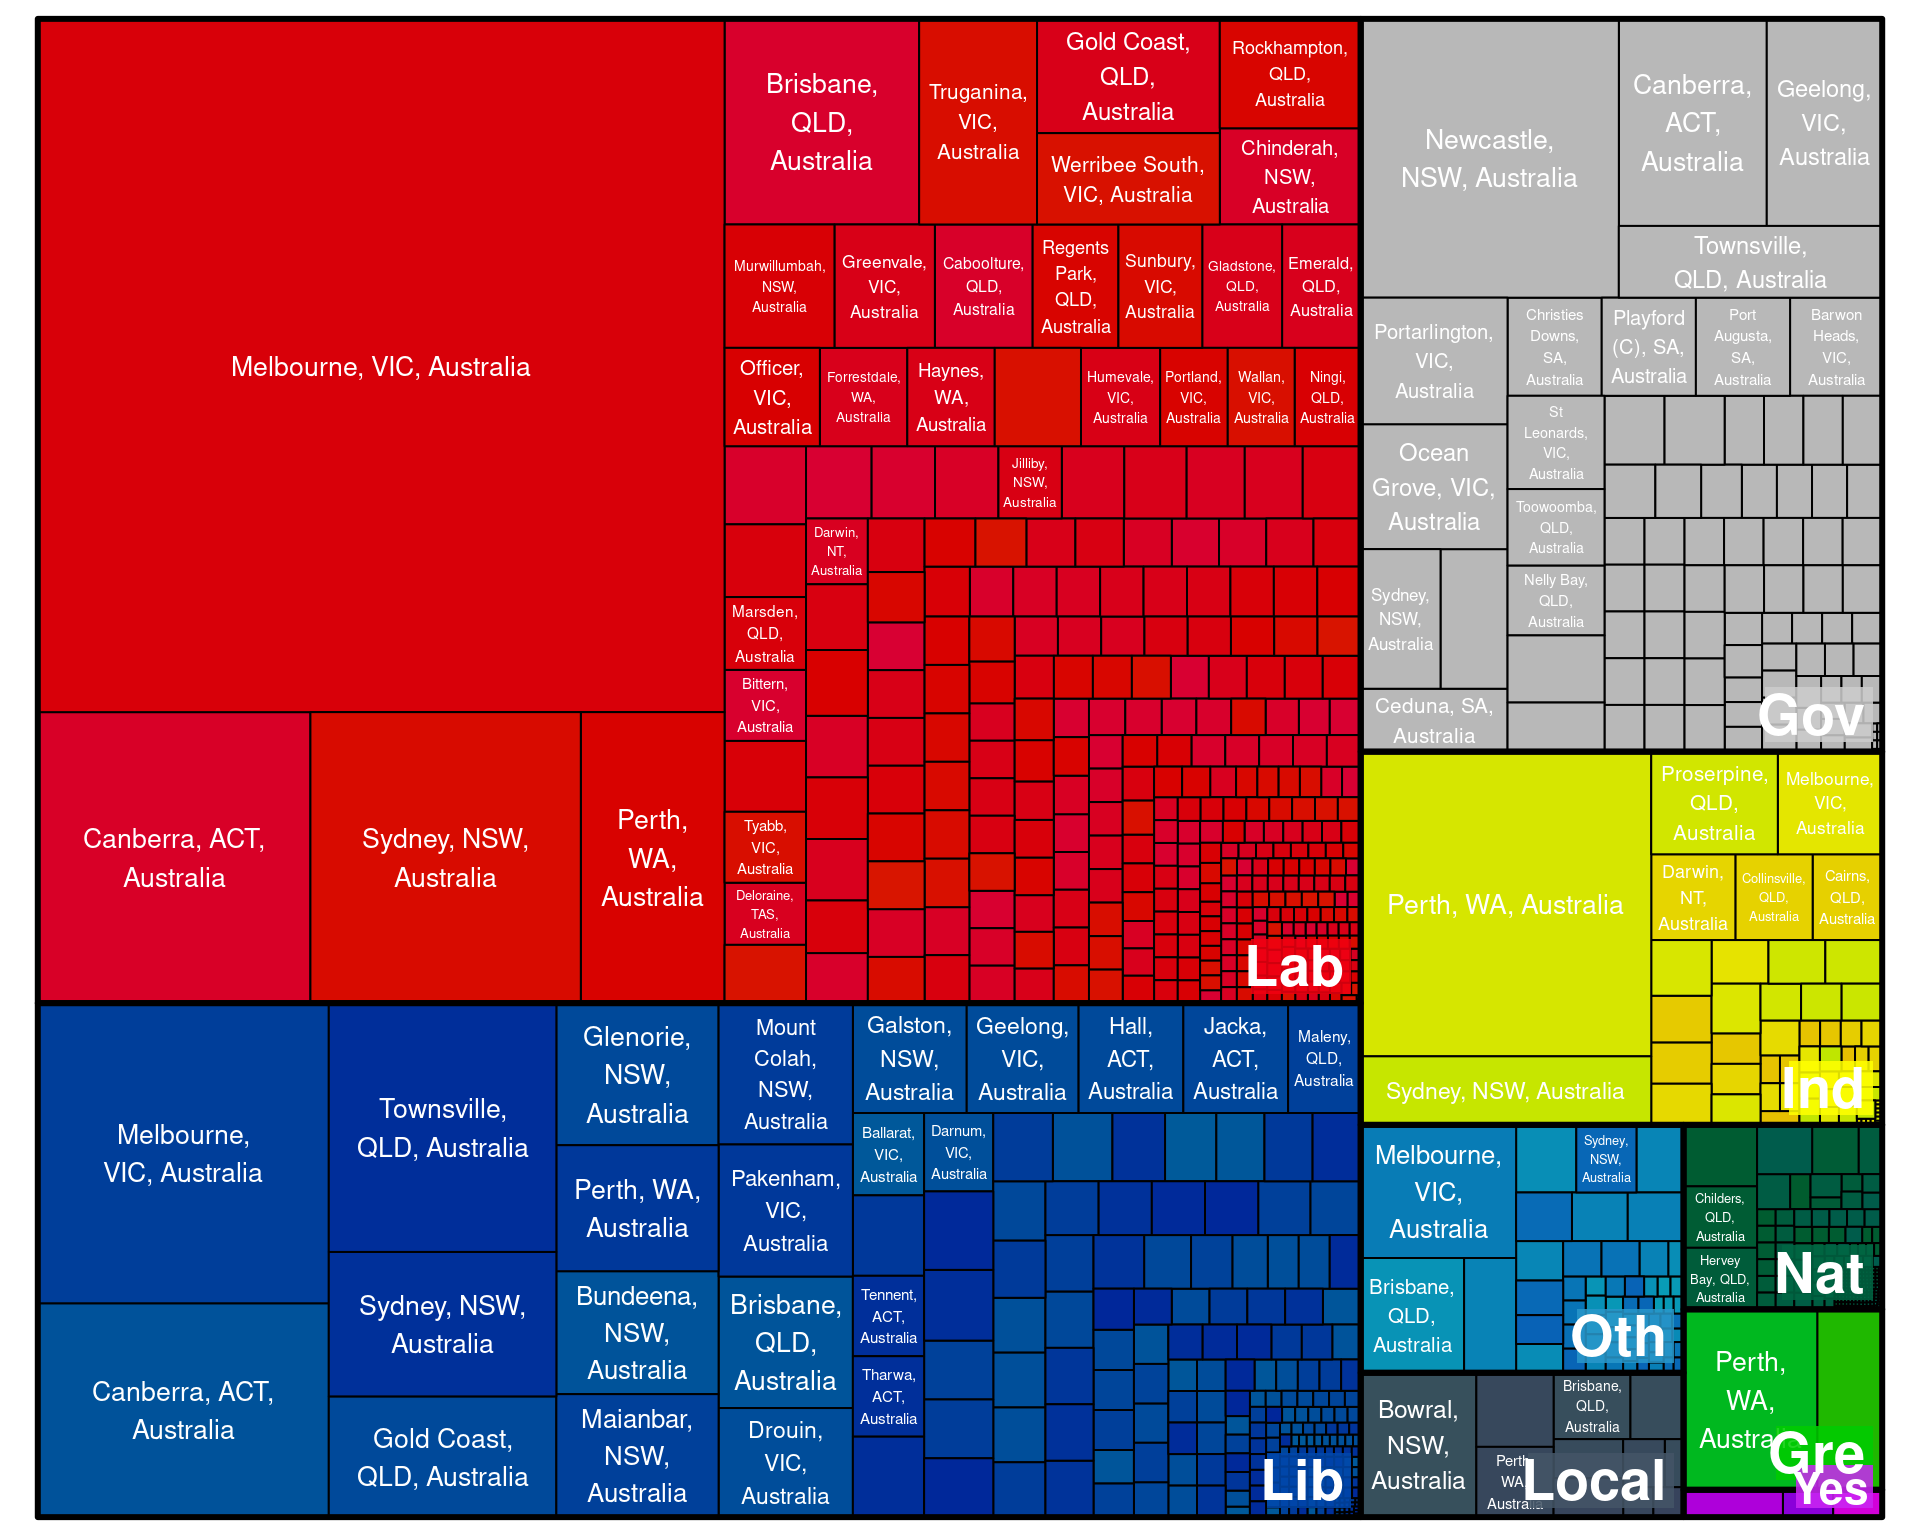 Melbourne, VIC, Australia
Canberra, ACT,
Australia
Sydney, NSW,
Australia
Perth,
WA,
Australia
Brisbane,
QLD,
Australia
Truganina,
VIC,
Australia
Gold Coast,
QLD,
Australia
Werribee South,
VIC, Australia
Rockhampton,
QLD,
Australia
Chinderah,
NSW,
Australia
Murwillumbah,
NSW,
Australia
Greenvale,
VIC,
Australia
Caboolture,
QLD,
Australia
Regents
Park,
QLD,
Australia
Sunbury,
VIC,
Australia
Gladstone,
QLD,
Australia
Emerald,
QLD,
Australia
Officer,
VIC,
Australia
Forrestdale,
WA,
Australia
Haynes,
WA,
Australia
Humevale,
VIC,
Australia
Portland,
VIC,
Australia
Wallan,
VIC,
Australia
Ningi,
QLD,
Australia
Jilliby,
NSW,
Australia
Darwin,
NT,
Australia
Marsden,
QLD,
Australia
Bittern,
VIC,
Australia
Tyabb,
VIC,
Australia
Deloraine,
TAS,
Australia
Lab
Newcastle,
NSW, Australia
Canberra,
ACT,
Australia
Geelong,
VIC,
Australia
Townsville,
QLD, Australia
Portarlington,
VIC,
Australia
Christies
Downs,
SA,
Australia
Playford
(C), SA,
Australia
Port
Augusta,
SA,
Australia
Barwon
Heads,
VIC,
Australia
Ocean
Grove, VIC,
Australia
St
Leonards,
VIC,
Australia
Toowoomba,
QLD,
Australia
Sydney,
NSW,
Australia
Nelly Bay,
QLD,
Australia
Ceduna, SA,
Australia
Gov
Perth, WA, Australia
Sydney, NSW, Australia
Proserpine,
QLD,
Australia
Melbourne,
VIC,
Australia
Darwin,
NT,
Australia
Collinsville,
QLD,
Australia
Cairns,
QLD,
Australia
Ind
Melbourne,
VIC, Australia
Canberra, ACT,
Australia
Townsville,
QLD, Australia
Sydney, NSW,
Australia
Gold Coast,
QLD, Australia
Glenorie,
NSW,
Australia
Perth, WA,
Australia
Bundeena,
NSW,
Australia
Maianbar,
NSW,
Australia
Mount
Colah,
NSW,
Australia
Pakenham,
VIC,
Australia
Brisbane,
QLD,
Australia
Drouin,
VIC,
Australia
Galston,
NSW,
Australia
Geelong,
VIC,
Australia
Hall,
ACT,
Australia
Jacka,
ACT,
Australia
Maleny,
QLD,
Australia
Ballarat,
VIC,
Australia
Darnum,
VIC,
Australia
Tennent,
ACT,
Australia
Tharwa,
ACT,
Australia
Lib
Melbourne,
VIC,
Australia
Sydney,
NSW,
Australia
Brisbane,
QLD,
Australia
Oth
Childers,
QLD,
Australia
Hervey
Bay, QLD,
Australia
Nat
Bowral,
NSW,
Australia
Brisbane,
QLD,
Australia
Perth,
WA,
Australia
Local
Perth,
WA,
Australia
Gre
Yes